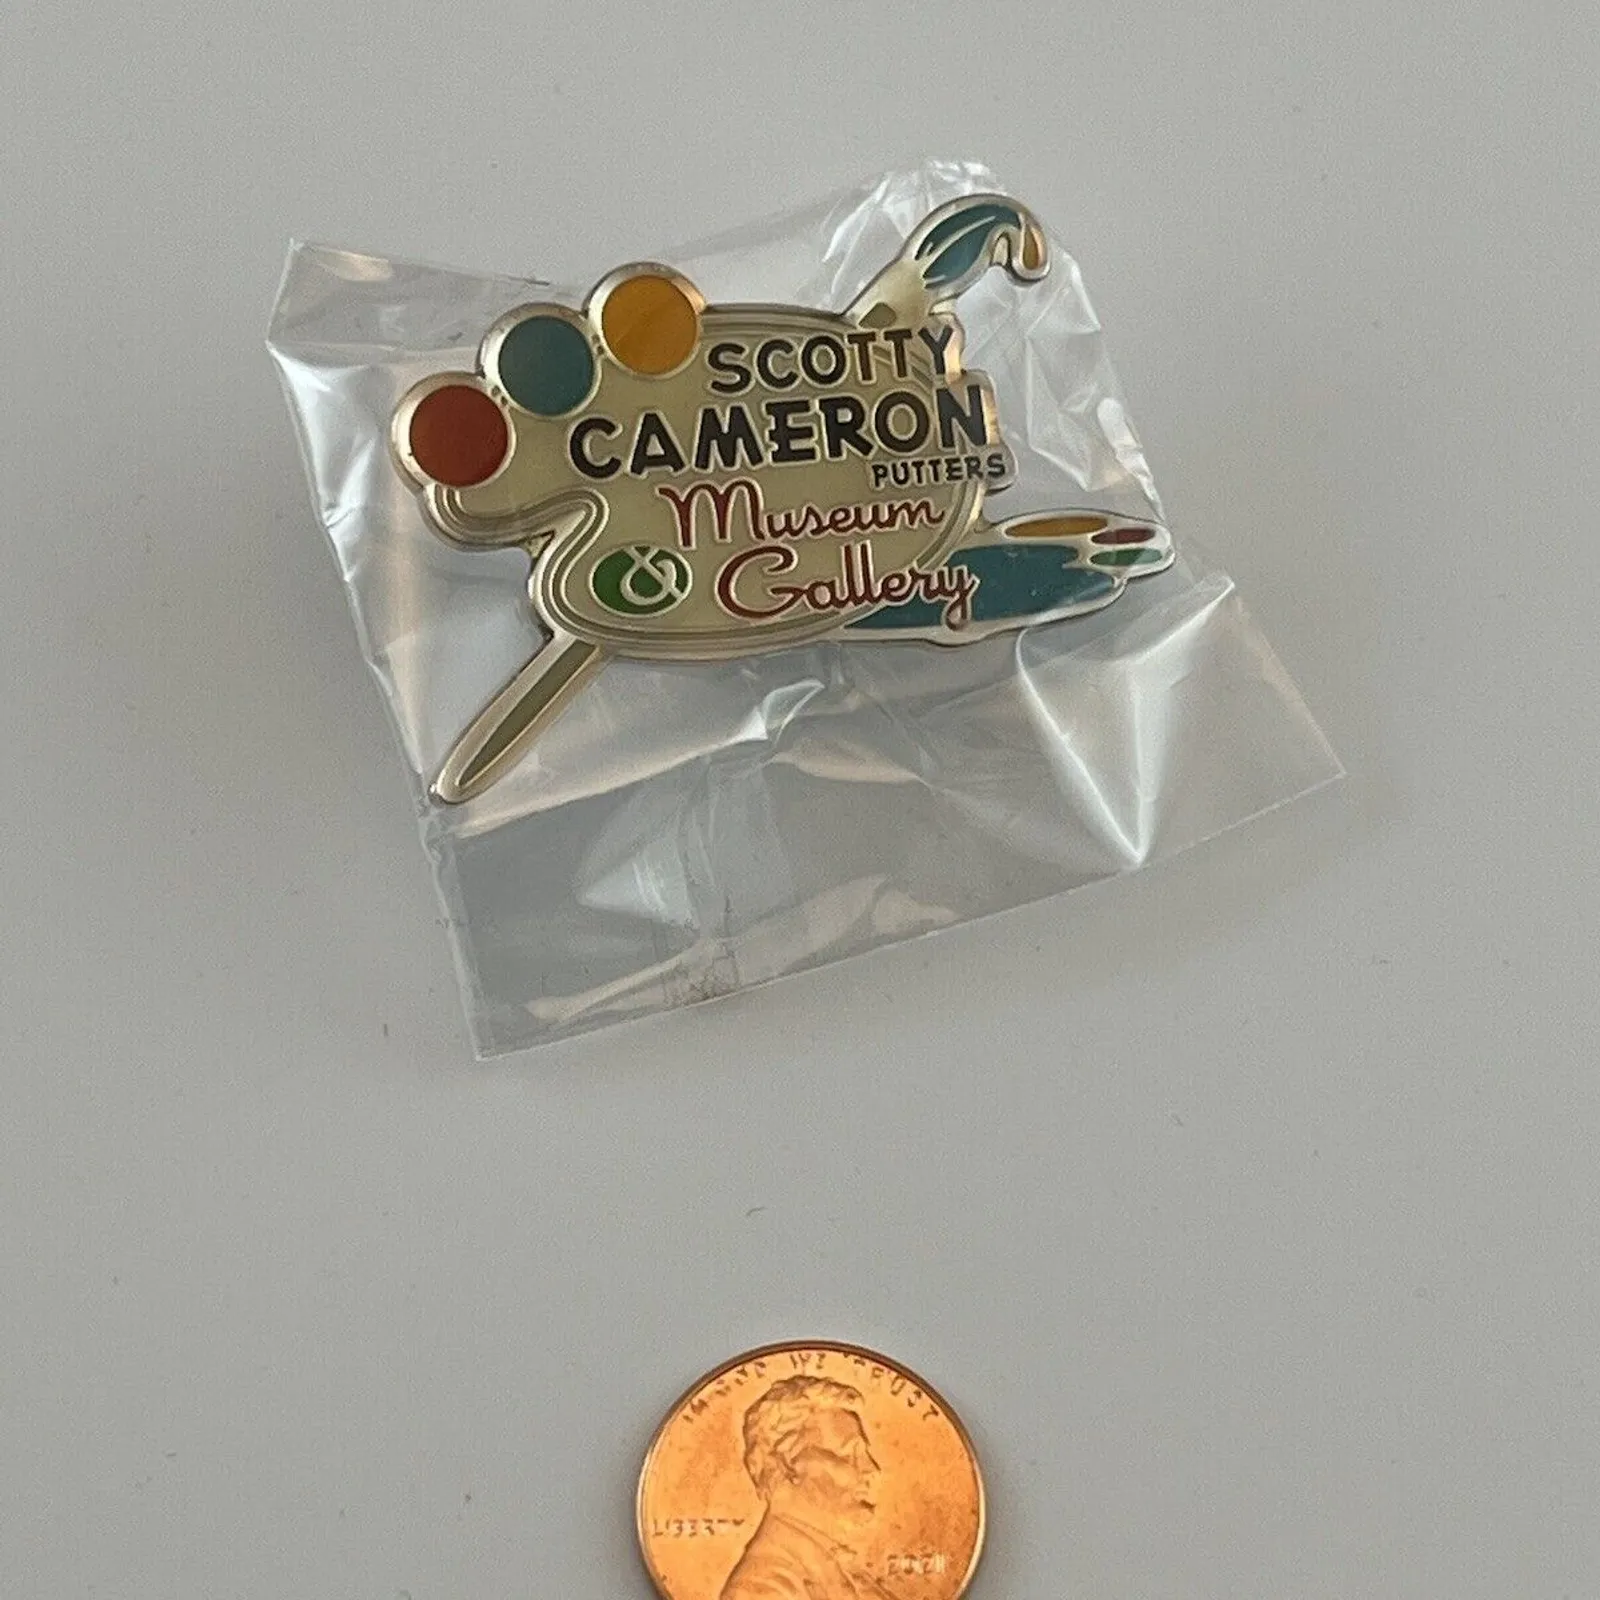 SCOTTY
CAMERON
PUTTERS
Museum
& Gallery
IN GOD WE TRUST
LIBERTY
2021